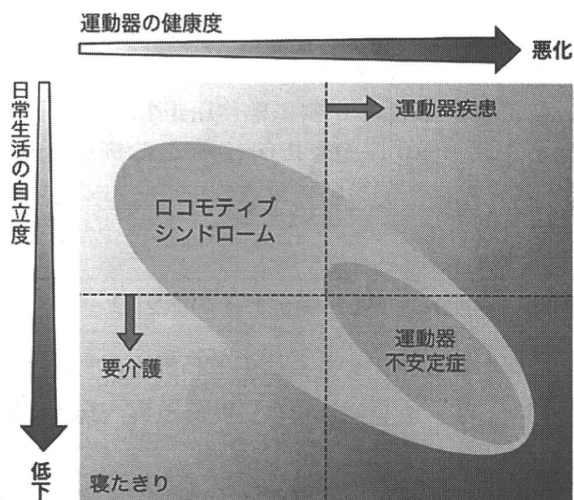 運動器の健康度
悪化
日常生活の自立度
低下
運動器疾患
ロコモティブ
シンドローム
要介護
運動器
不安定症
寝たきり